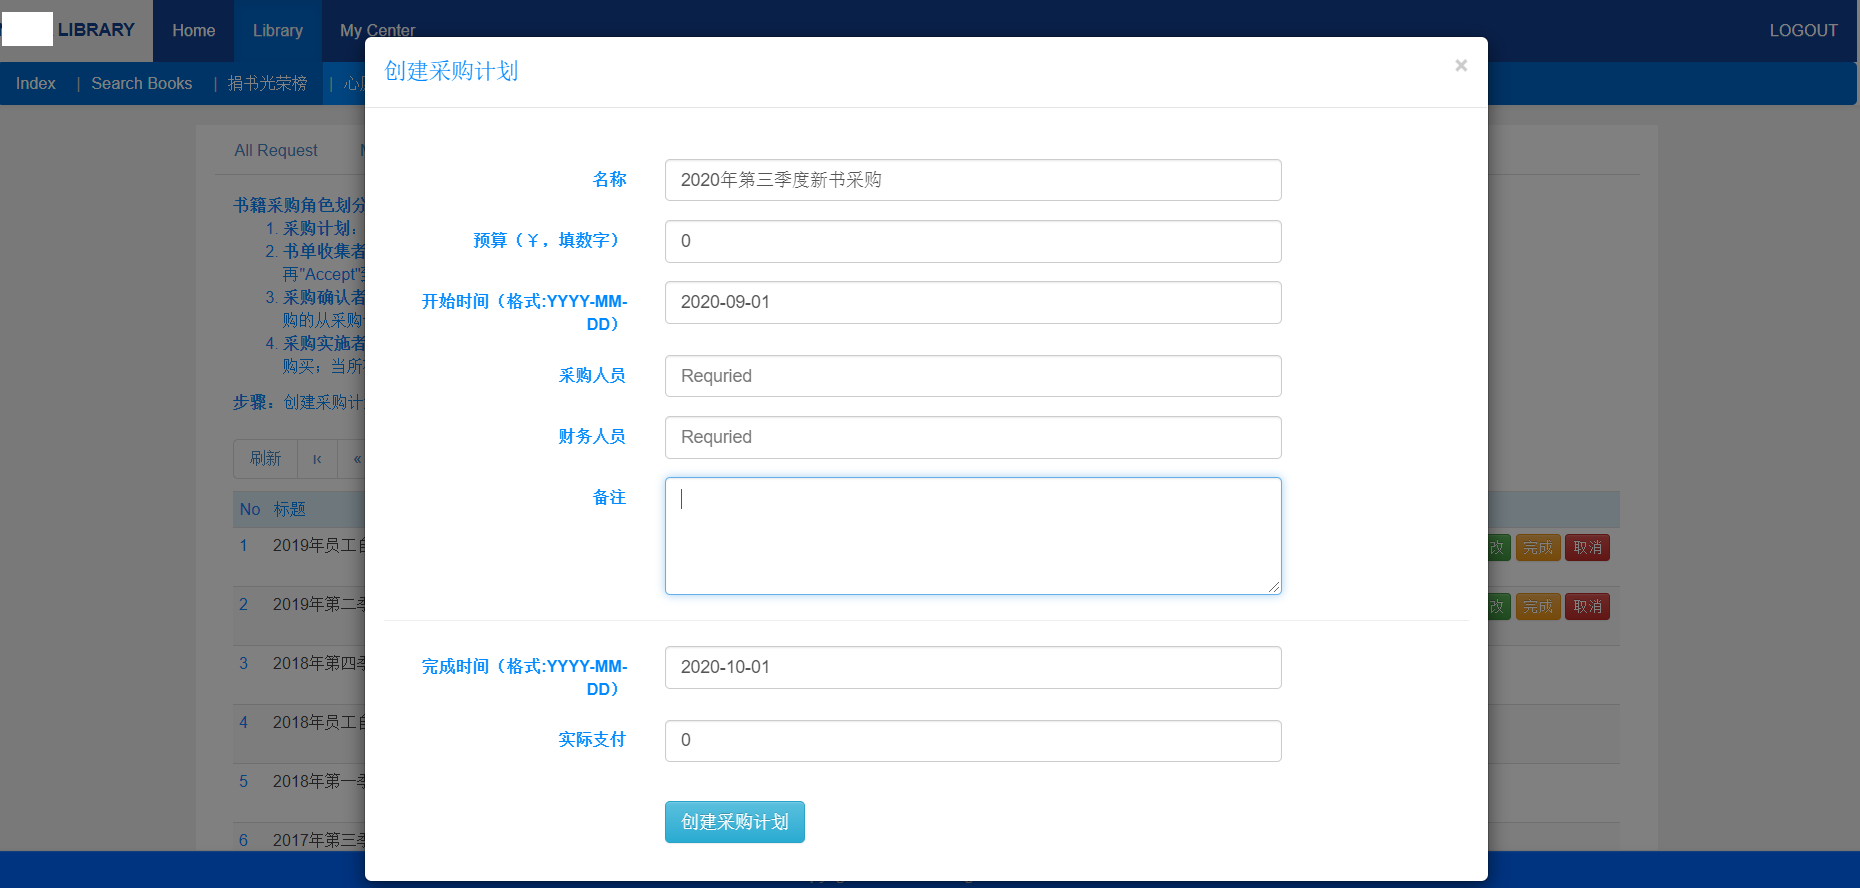 LIBRARY
Home
Library
My Center
LOGOUT
Index
| Search Books
| 捐书光荣榜
| 心
创建采购计划
×
All Request
书籍采购角色划分
1. 采购计划：
2. 书单收集者
再"Accept"
3. 采购确认者
购的从采购
4. 采购实施者
购买；当所
步骤：创建采购计
刷新
«
No 标题
1 2019年员工自
2 2019年第二季
3 2018年第四季
4 2018年员工自
5 2018年第一季
6 2017年第三季
名称
2020年第三季度新书采购
预算（¥，填数字）
0
开始时间（格式:YYYY-MM-
DD）
2020-09-01
采购人员
Requried
财务人员
Requried
备注
完成时间（格式:YYYY-MM-
DD）
2020-10-01
实际支付
0
创建采购计划
改 完成 取消
改 完成 取消